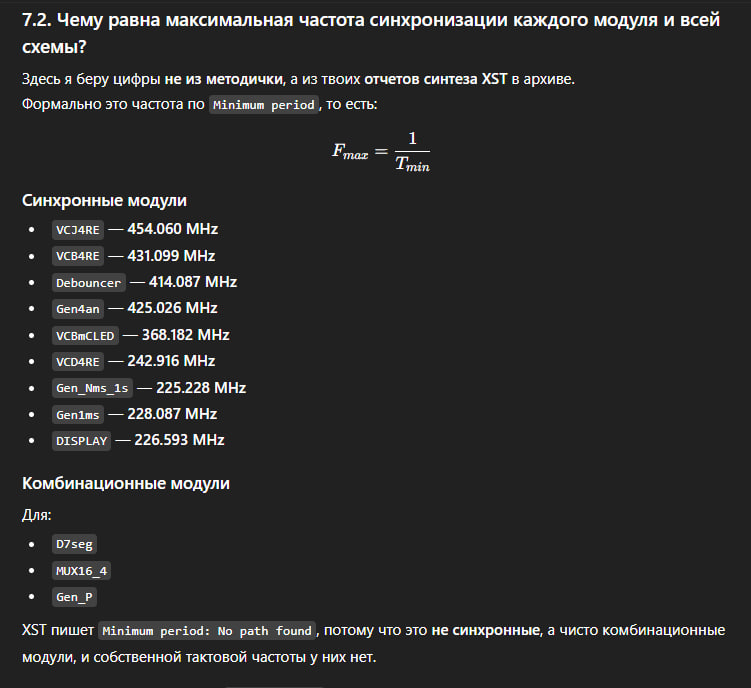 7.2. Чему равна максимальная частота синхронизации каждого модуля и всей
схемы?
Здесь я беру цифры не из методички, а из твоих отчетов синтеза XST в архиве.
Формально это частота по Minimum period, то есть:
F_max = 1 / T_min
Синхронные модули
• VCJ4RE — 454.060 MHz
• VCB4RE — 431.099 MHz
• Debouncer — 414.087 MHz
• Gen4an — 425.026 MHz
• VCBmCLED — 368.182 MHz
• VCD4RE — 242.916 MHz
• Gen_Nms_1s — 225.228 MHz
• Gen1ms — 228.087 MHz
• DISPLAY — 226.593 MHz
Комбинационные модули
Для:
• D7seg
• MUX16_4
• Gen_P
XST пишет Minimum period: No path found, потому что это не синхронные, а чисто комбинационные
модули, и собственной тактовой частоты у них нет.